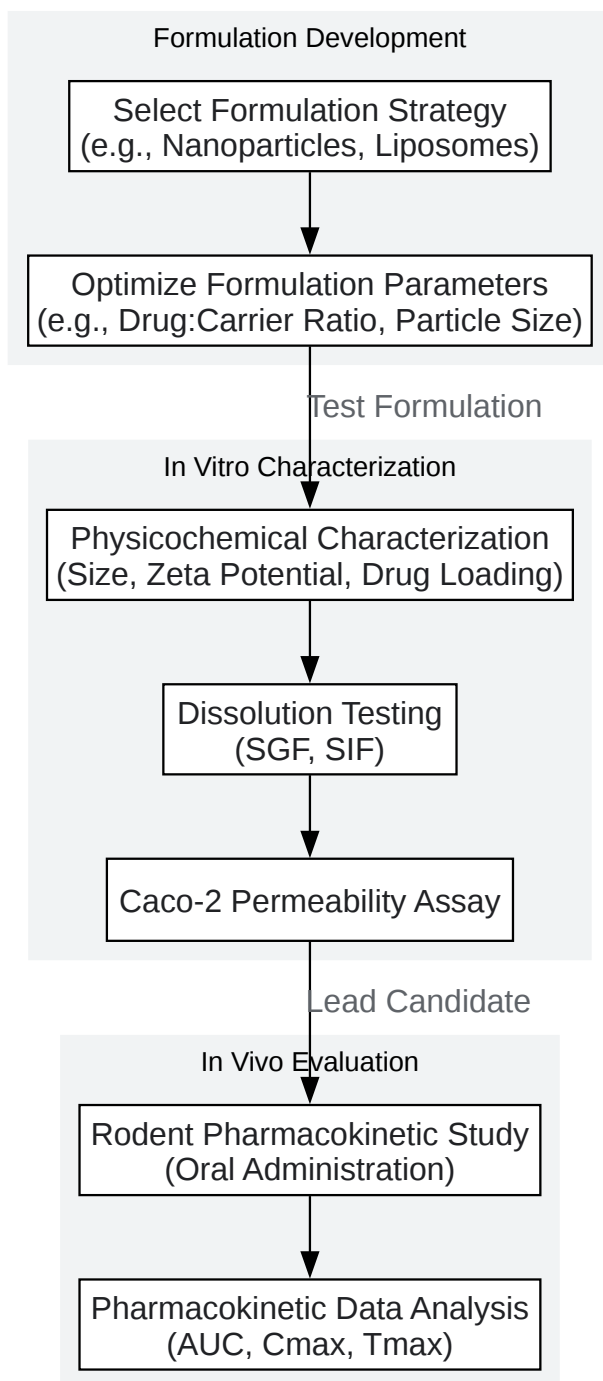 Formulation Development
Select Formulation Strategy
(e.g., Nanoparticles, Liposomes)
Optimize Formulation Parameters
(e.g., Drug:Carrier Ratio, Particle Size)
Test Formulation
In Vitro Characterization
Physicochemical Characterization
(Size, Zeta Potential, Drug Loading)
Dissolution Testing
(SGF, SIF)
Caco-2 Permeability Assay
Lead Candidate
In Vivo Evaluation
Rodent Pharmacokinetic Study
(Oral Administration)
Pharmacokinetic Data Analysis
(AUC, Cmax, Tmax)